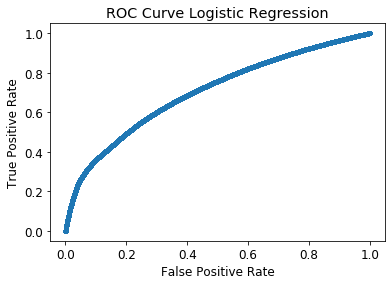 ROC Curve Logistic Regression
1.0
0.8
0.6
0.4
0.2
0.0
True Positive Rate
0.0 0.2 0.4 0.6 0.8 1.0
False Positive Rate